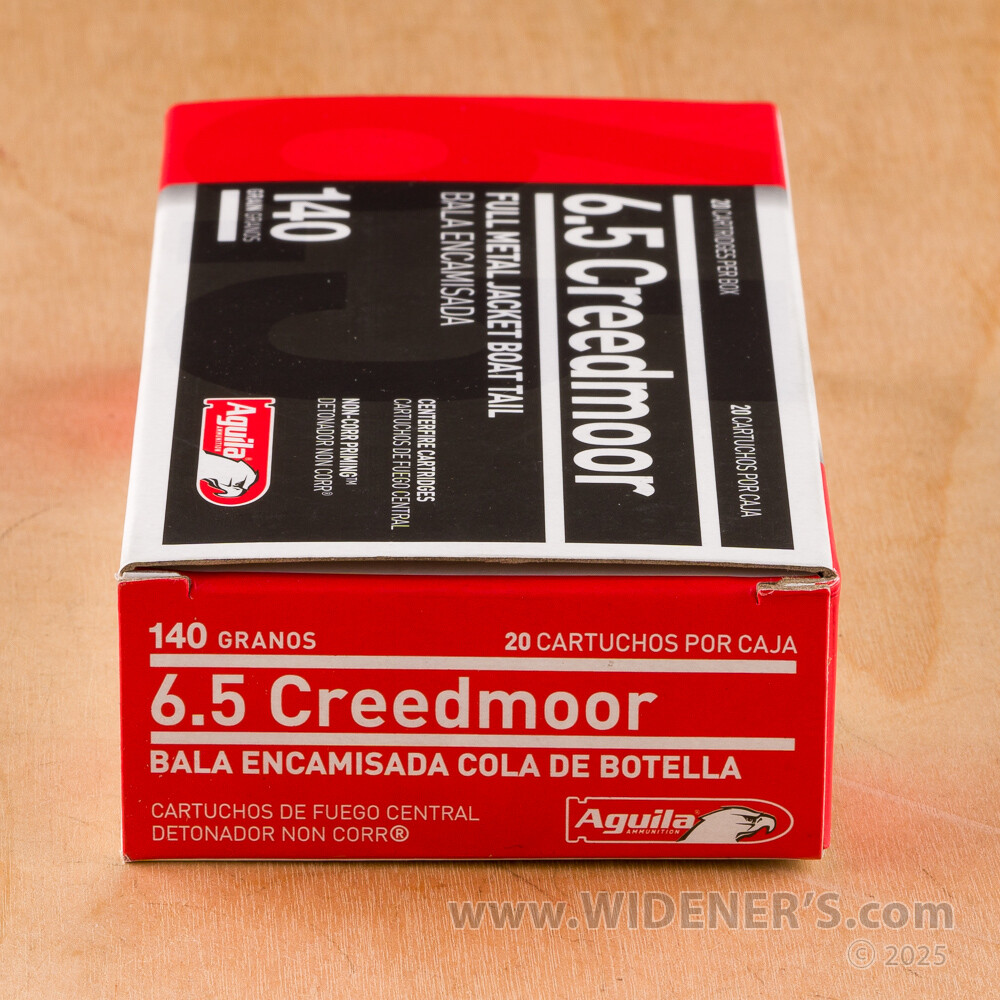 20 CARTRIDGES PER BOX
20 CARTUCHOS POR CAJA
6.5 Creedmoor
FULL METAL JACKET BOAT TAIL
BALA ENCAMISADA
CENTERFIRE CARTRIDGES
CARTUCHOS DE FUEGO CENTRAL
NON-CORR PRIMING™
DETONADOR NON CORR®
140
GRAIN GRANOS
Aguila®
AMMUNITION
140 GRANOS
20 CARTUCHOS POR CAJA
6.5 Creedmoor
BALA ENCAMISADA COLA DE BOTELLA
CARTUCHOS DE FUEGO CENTRAL
DETONADOR NON CORR®
Aguila®
AMMUNITION
www.WIDENER'S.com
© 2025